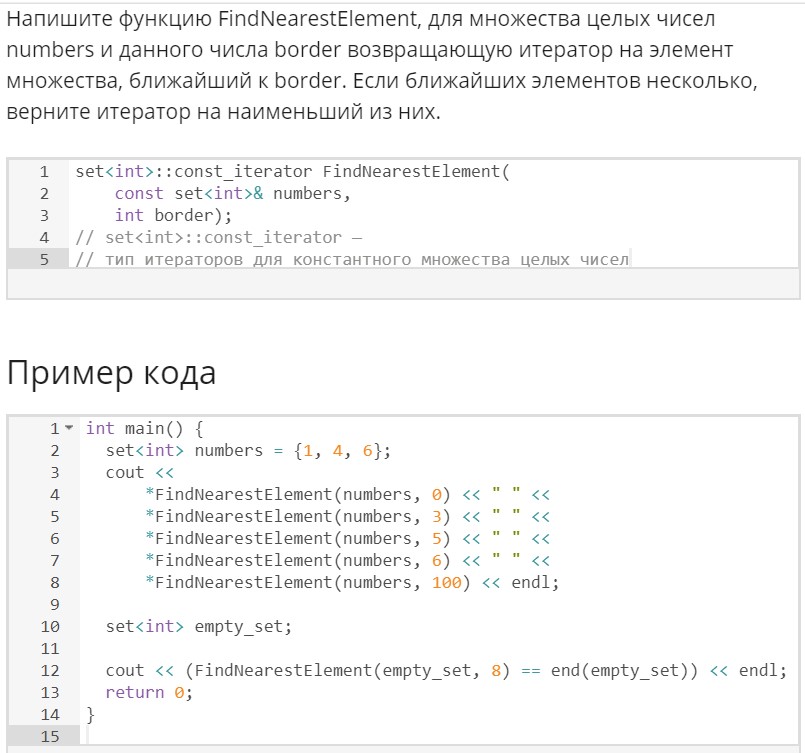 Напишите функцию FindNearestElement, для множества целых чисел
numbers и данного числа border возвращающую итератор на элемент
множества, ближайший к border. Если ближайших элементов несколько,
верните итератор на наименьший из них.
1 set<int>::const_iterator FindNearestElement(
2 const set<int>& numbers,
3 int border);
4 // set<int>::const_iterator —
5 // тип итераторов для константного множества целых чисел
Пример кода
1 int main() {
2 set<int> numbers = {1, 4, 6};
3 cout <<
4 *FindNearestElement(numbers, 0) << " " <<
5 *FindNearestElement(numbers, 3) << " " <<
6 *FindNearestElement(numbers, 5) << " " <<
7 *FindNearestElement(numbers, 6) << " " <<
8 *FindNearestElement(numbers, 100) << endl;
9
10 set<int> empty_set;
11
12 cout << (FindNearestElement(empty_set, 8) == end(empty_set)) << endl;
13 return 0;
14 }
15